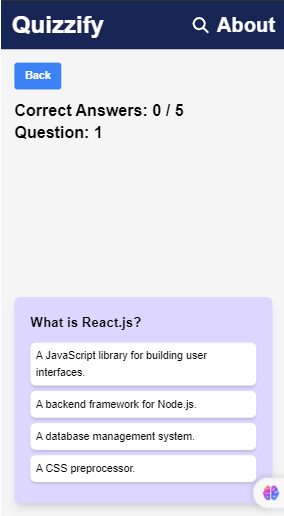 Quizzify
About
Back
Correct Answers: 0 / 5
Question: 1
What is React.js?
A JavaScript library for building user
interfaces.
A backend framework for Node.js.
A database management system.
A CSS preprocessor.